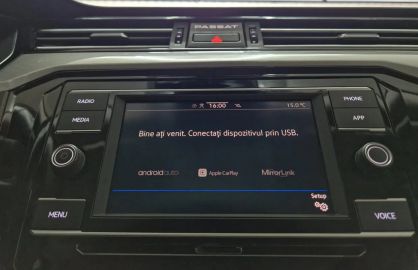 PASSAT
RADIO
MEDIA
MENU
16:00
15.0°C
Bine ați venit. Conectați dispozitivul prin USB.
androidauto
Apple CarPlay
MirrorLink
Setup
PHONE
APP
VOICE